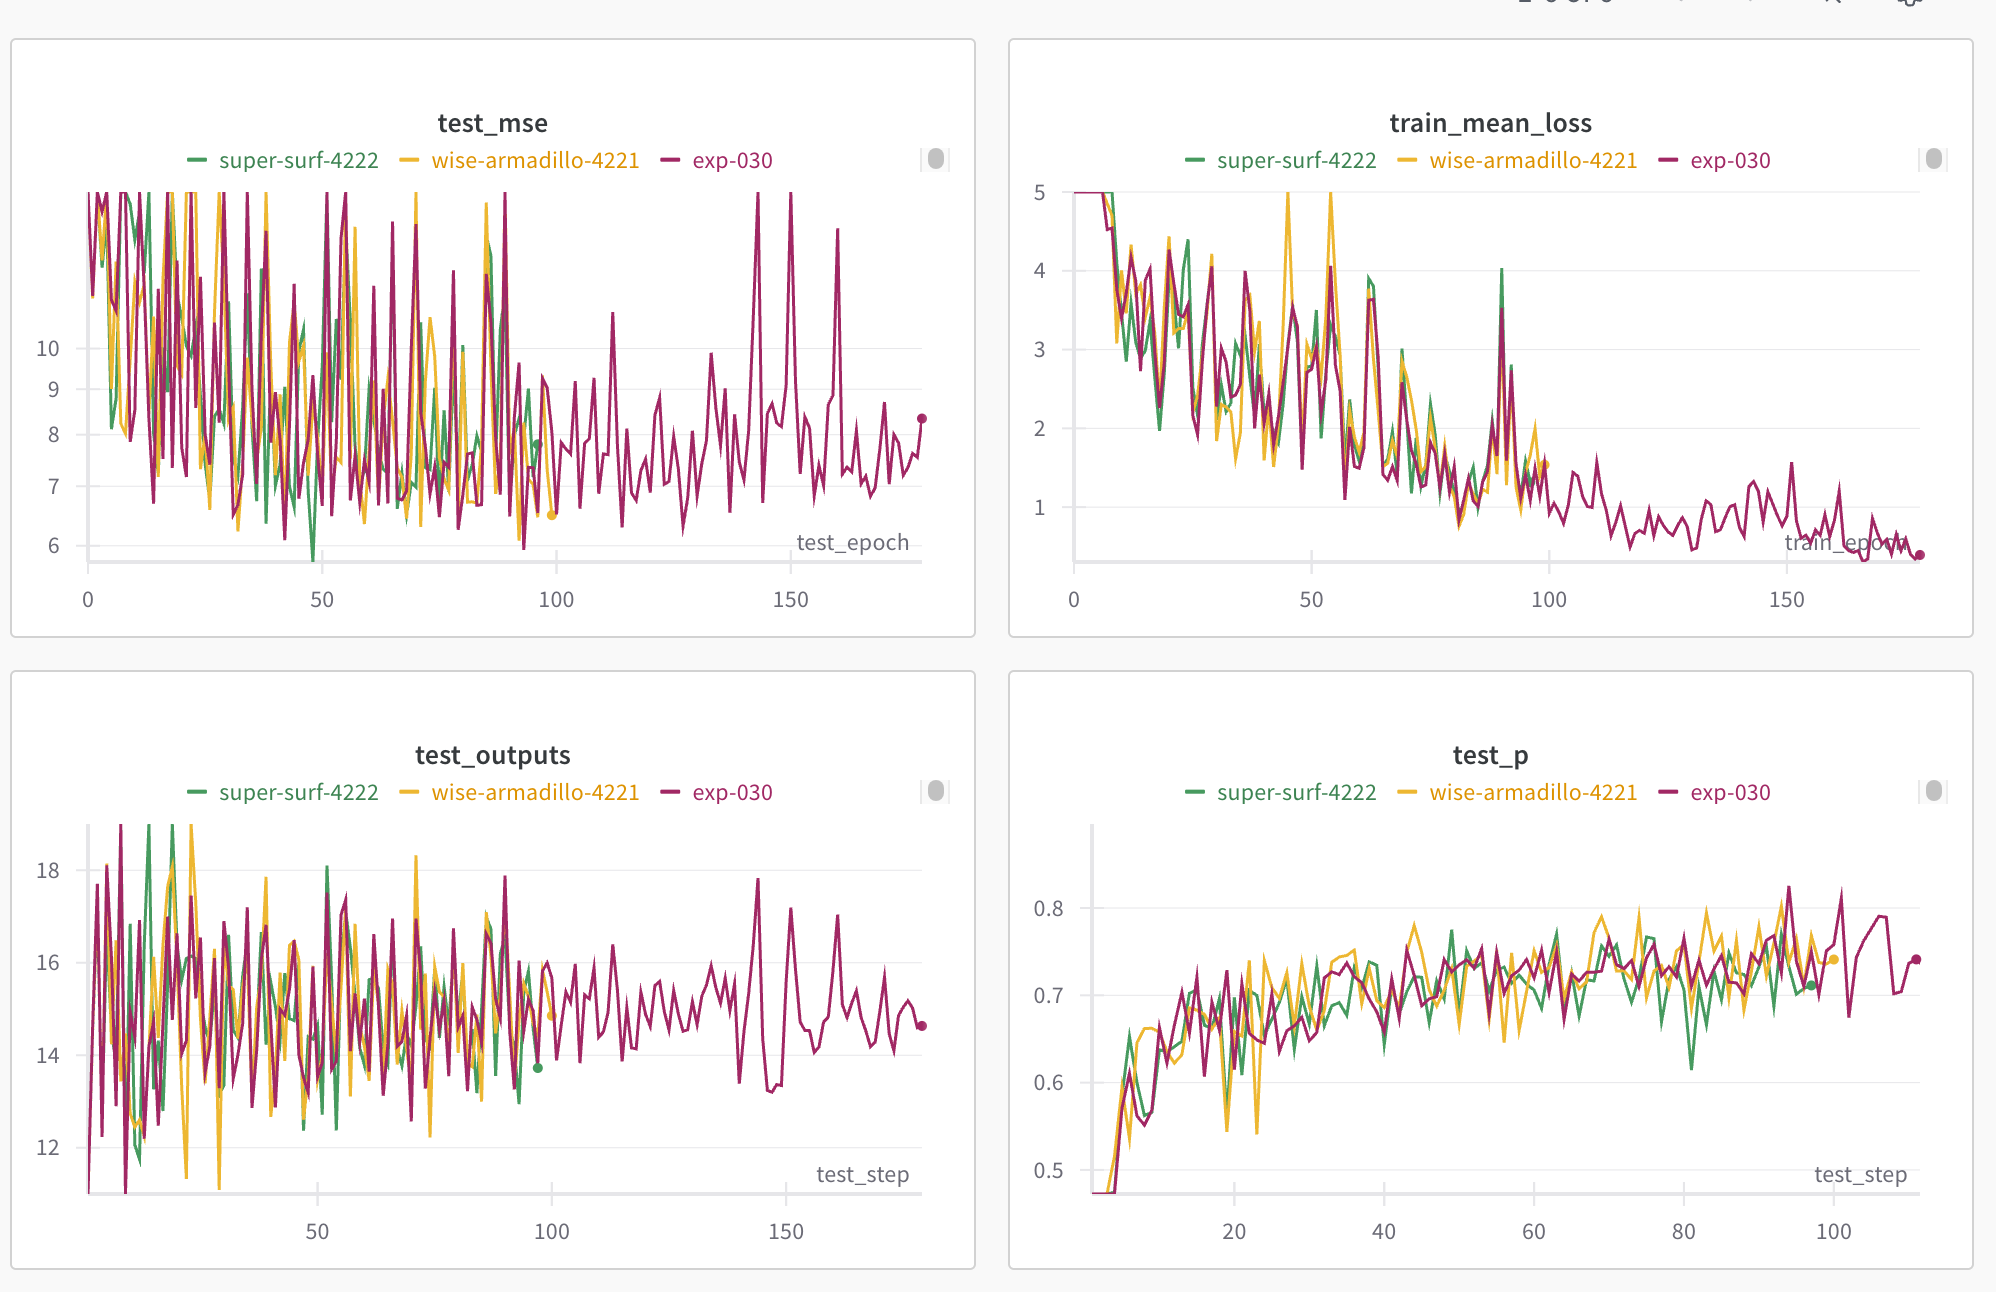 test_mse
super-surf-4222 wise-armadillo-4221 exp-030
10
9
8
7
6
test_epoch
0 50 100 150
train_mean_loss
super-surf-4222 wise-armadillo-4221 exp-030
5
4
3
2
1
train_epoch
0 50 100 150
test_outputs
super-surf-4222 wise-armadillo-4221 exp-030
18
16
14
12
test_step
50 100 150
test_p
super-surf-4222 wise-armadillo-4221 exp-030
0.8
0.7
0.6
0.5
test_step
20 40 60 80 100